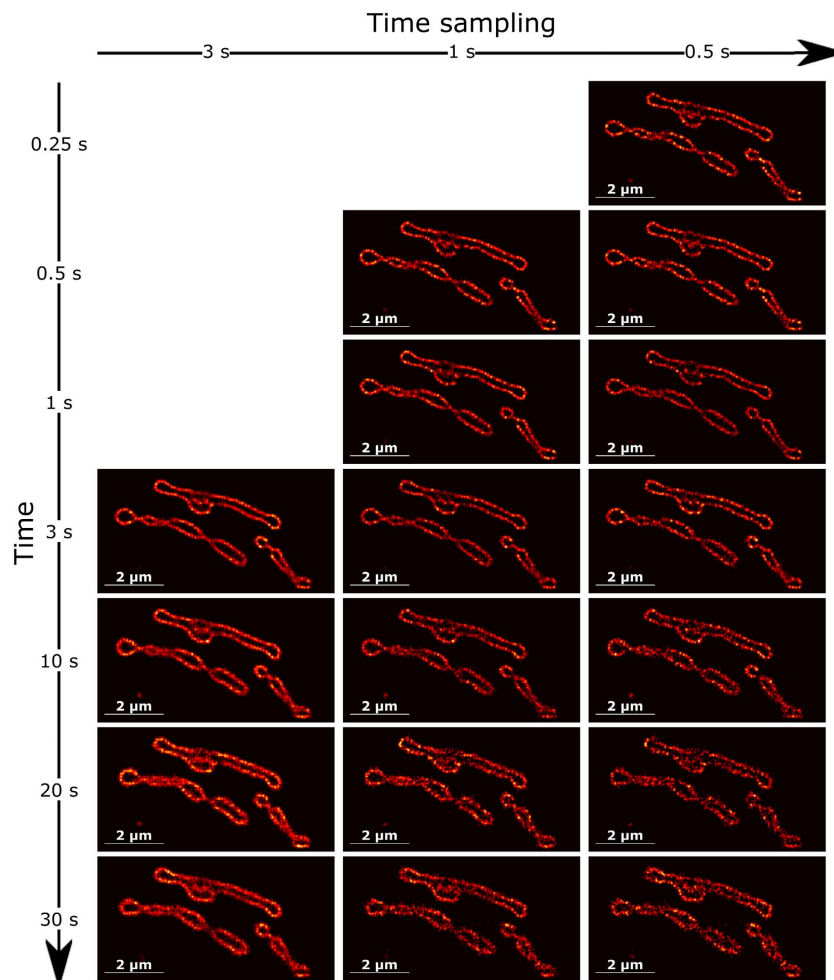 Time sampling
3 s 1 s 0.5 s
0.25 s
2 µm
0.5 s
2 µm 2 µm
1 s
2 µm 2 µm
Time
3 s
2 µm 2 µm 2 µm
10 s
2 µm 2 µm 2 µm
20 s
2 µm 2 µm 2 µm
30 s
2 µm 2 µm 2 µm